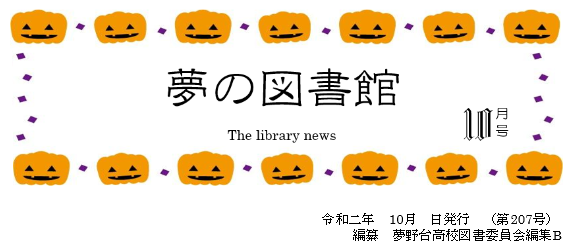 夢の図書館
The library news
10月号
令和二年　10月　日発行　（第207号）
編纂　夢野台高校図書委員会編集B